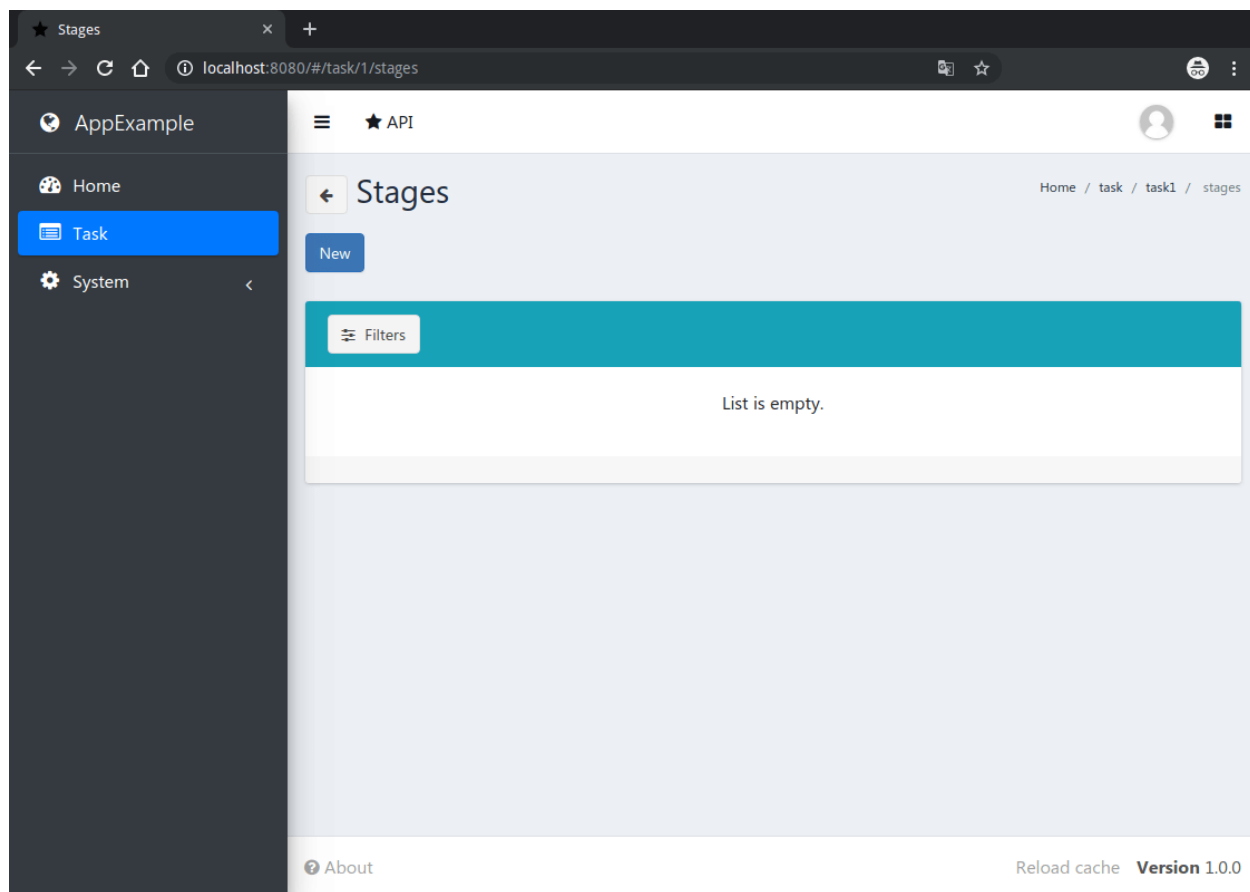 Stages
localhost:8080/#/task/1/stages
AppExample
API
Home
Task
System
Stages
Home / task / task1 / stages
New
Filters
List is empty.
About
Reload cache Version 1.0.0